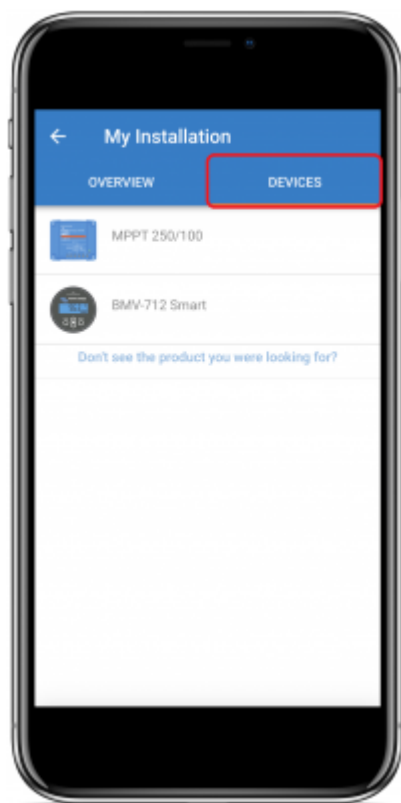 My Installation
OVERVIEW
DEVICES
MPPT 250/100
BMV-712 Smart
Don't see the product you were looking for?